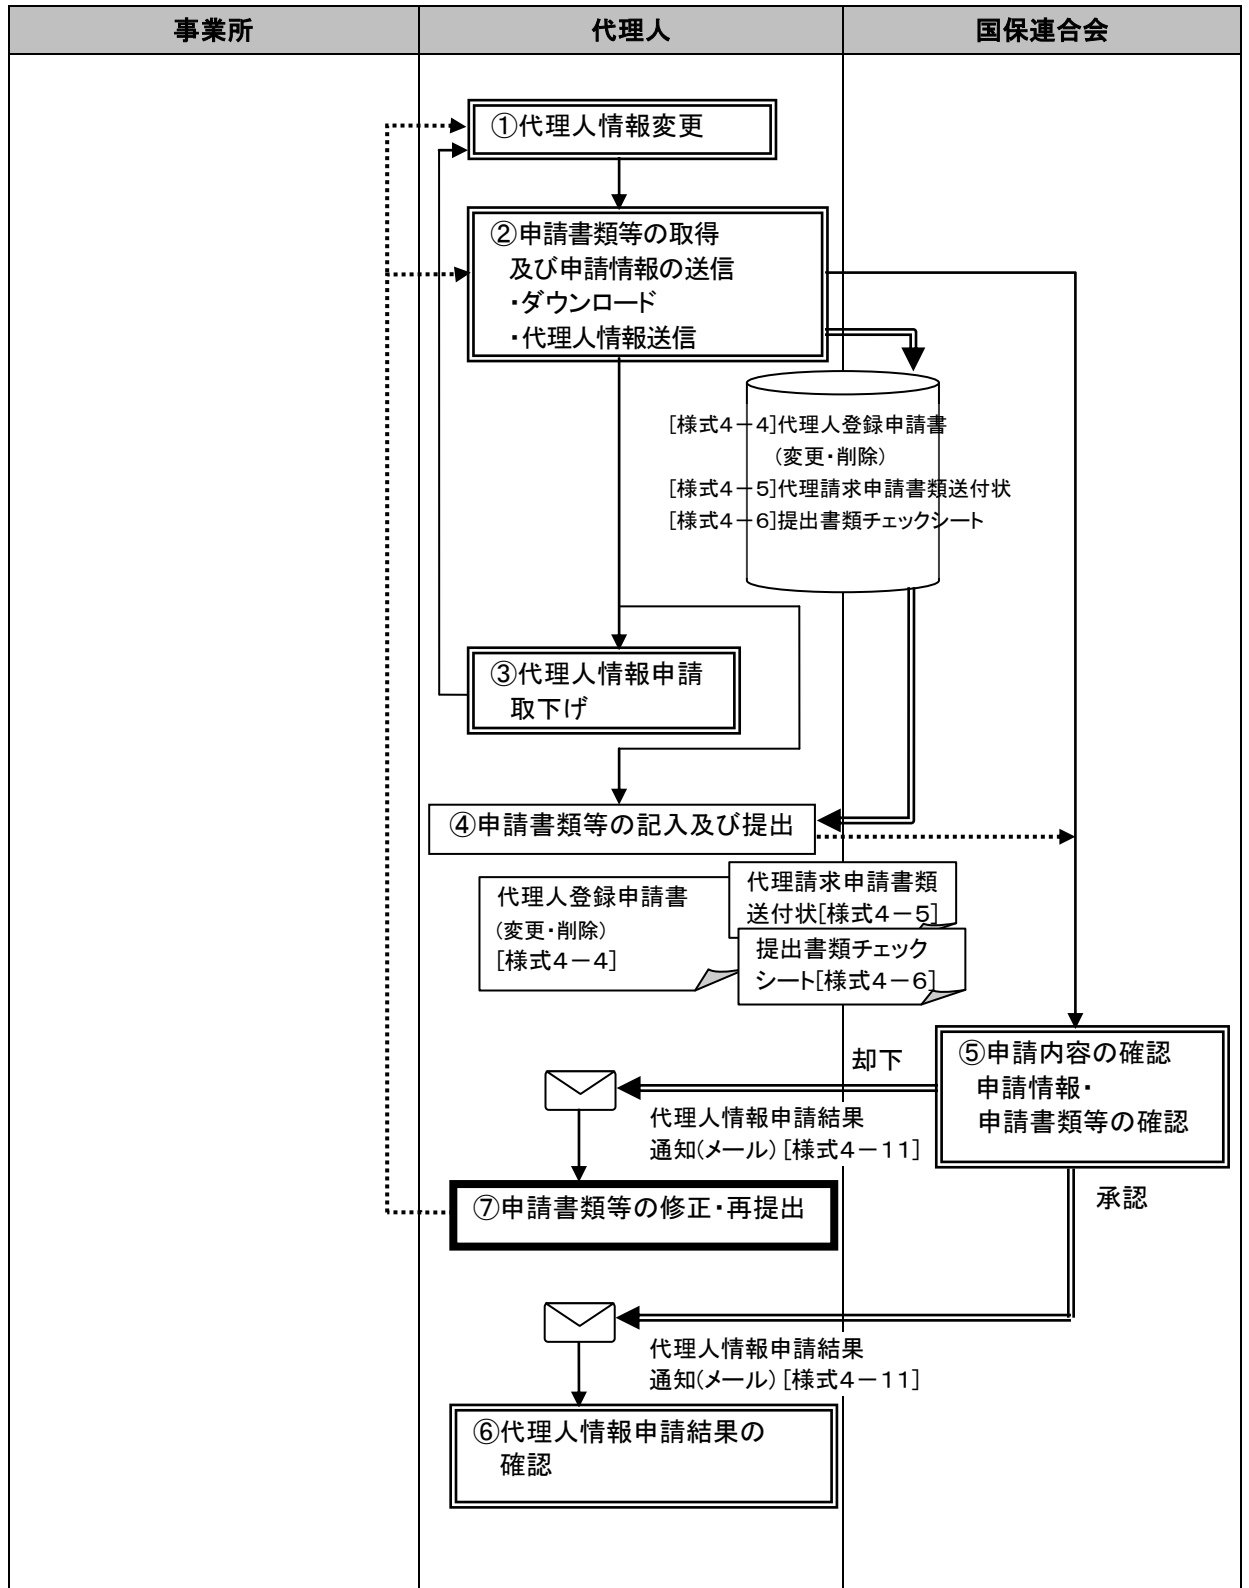 事業所
代理人
国保連合会
①代理人情報変更
②申請書類等の取得
及び申請情報の送信
・ダウンロード
・代理人情報送信
[様式4－4]代理人登録申請書
(変更・削除)
[様式4－5]代理請求申請書類送付状
[様式4－6]提出書類チェックシート
③代理人情報申請
取下げ
④申請書類等の記入及び提出
代理人登録申請書
(変更・削除)
[様式4－4]
代理請求申請書類
送付状[様式4－5]
提出書類チェック
シート[様式4－6]
⑤申請内容の確認
申請情報・
申請書類等の確認
却下
代理人情報申請結果
通知(メール) [様式4－11]
承認
⑦申請書類等の修正・再提出
代理人情報申請結果
通知(メール) [様式4－11]
⑥代理人情報申請結果の
確認